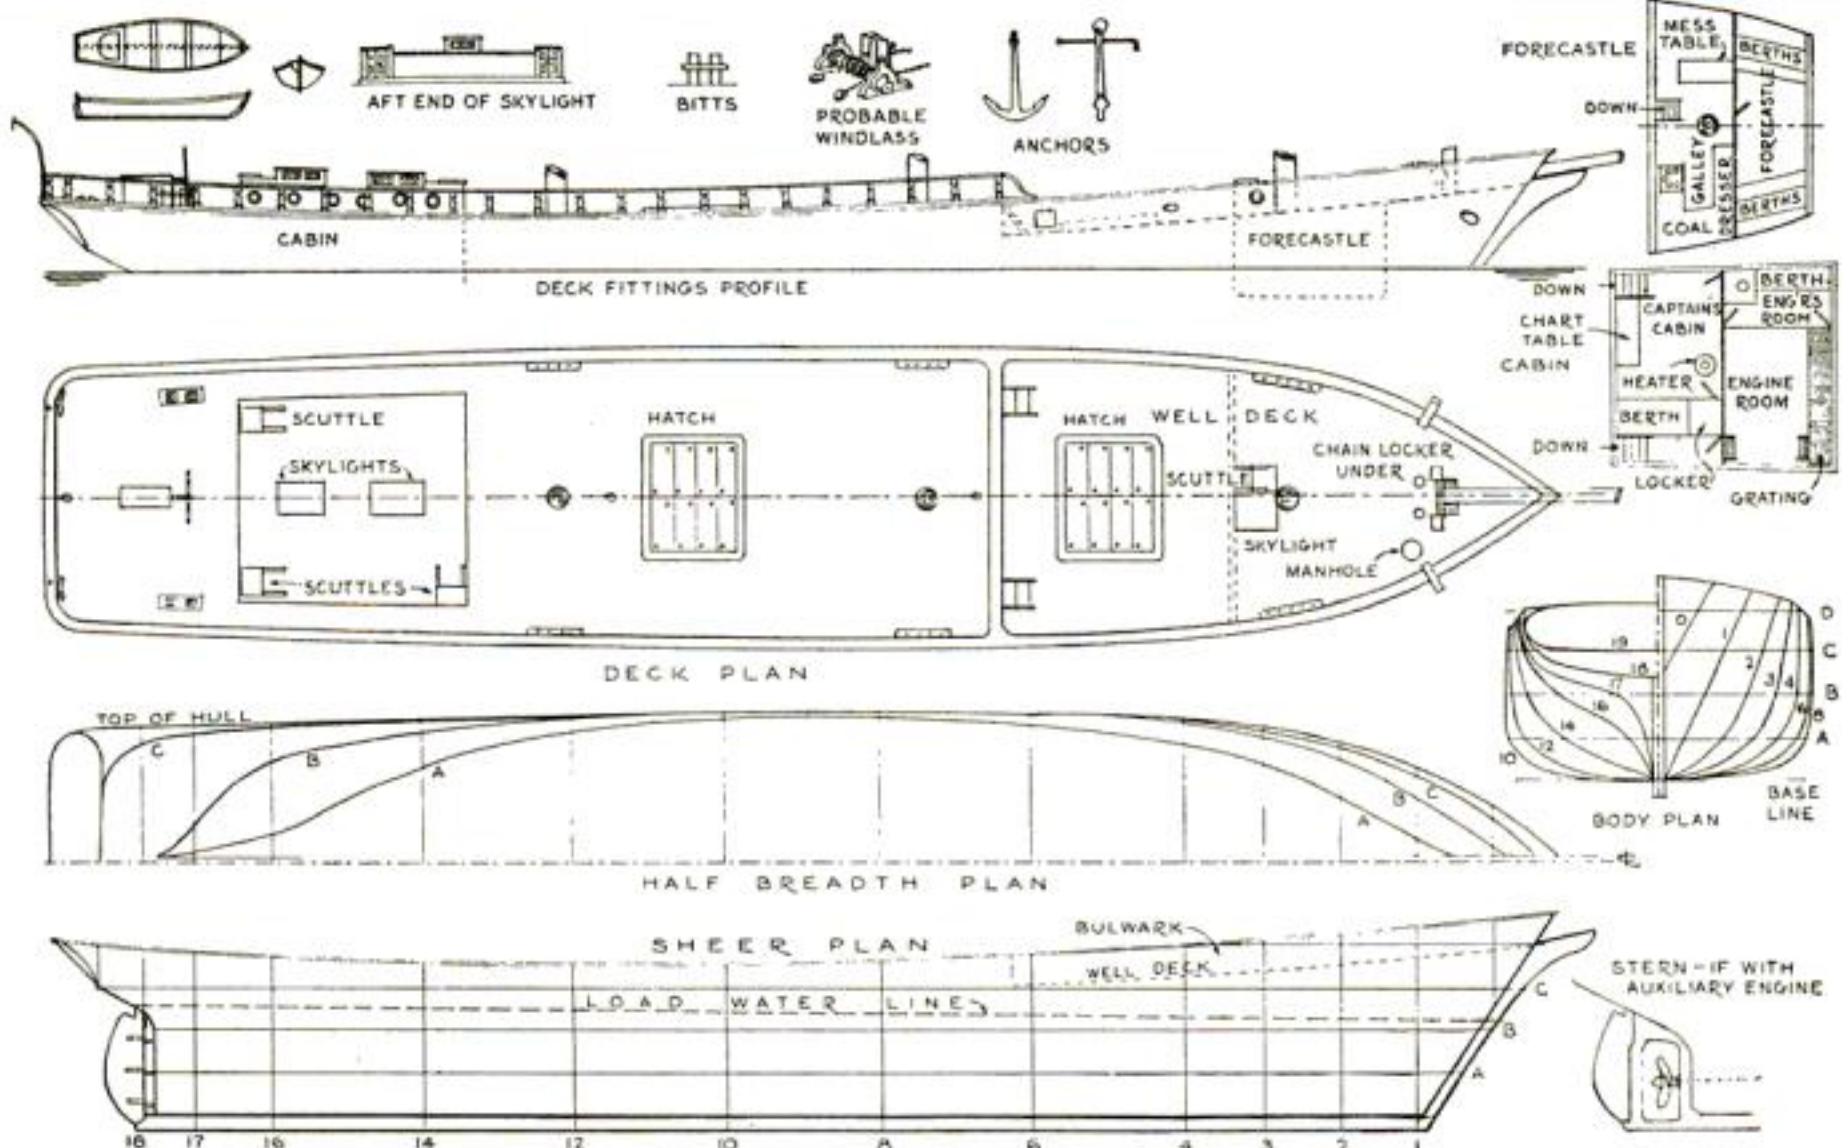 AFT END OF SKYLIGHT
BITTS
PROBABLE
WINDLASS
ANCHORS
FORECASTLE
MESS
TABLE
BERTHS
DOWN
FORECASTLE
GALLEY
DRESSER
BERTHS
COAL
CABIN
FORECASTLE
DECK FITTINGS PROFILE
DOWN
BERTH
CAPTAINS
CABIN
ENG'RS
ROOM
CHART
TABLE
CABIN
HEATER
ENGINE
ROOM
BERTH
DOWN
LOCKER
GRATING
SCUTTLE
HATCH
HATCH
WELL DECK
SKYLIGHTS
CHAIN LOCKER
UNDER
SCUTTLE
SKYLIGHT
MANHOLE
SCUTTLES
DECK PLAN
D
C
B
A
0
1
2
3
4
6
8
19
18
17
16
14
12
10
BASE
LINE
BODY PLAN
TOP OF HULL
C
B
A
C
B
A
HALF BREADTH PLAN
SHEER PLAN
BULWARK
WELL DECK
LOAD WATER LINE
C
B
A
STERN-IF WITH
AUXILIARY ENGINE
18 17 16 14 12 10 8 6 4 3 2 1